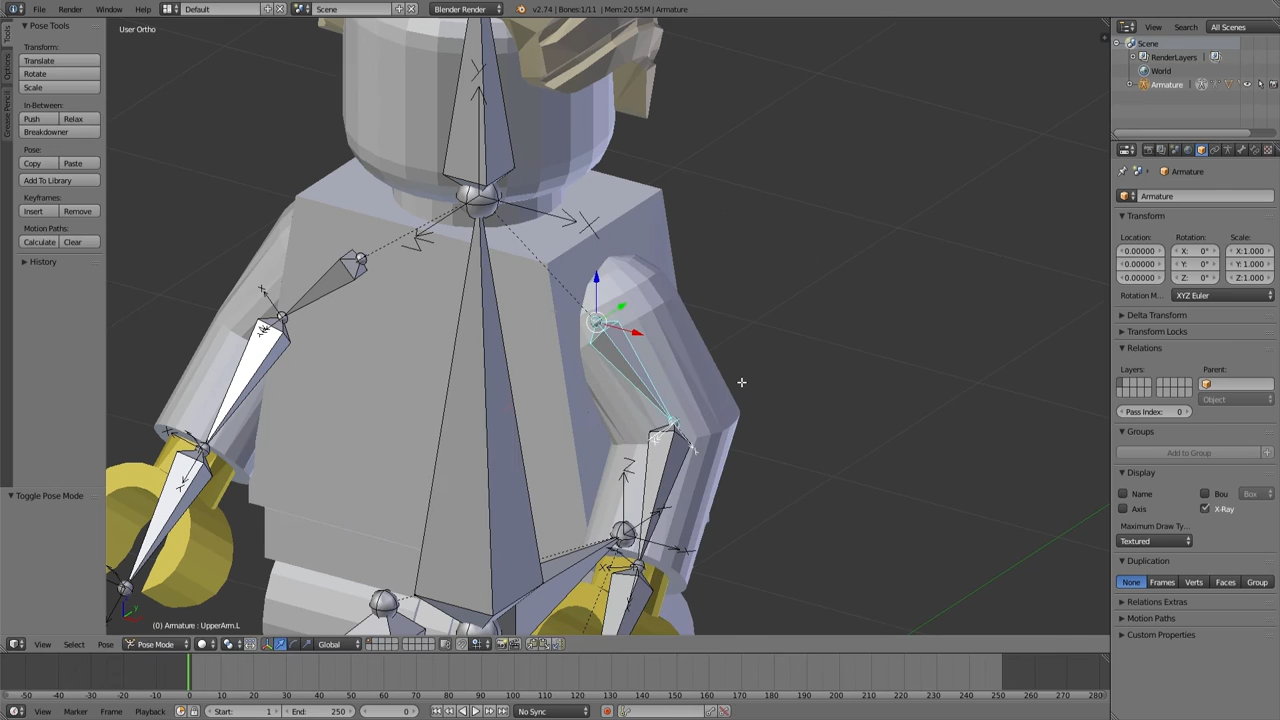 File Render Window Help Default Scene Blender Render v2.74 | Bones:1/11 | Mem:20.55M | Armature
Pose Tools
Transform:
Translate
Rotate
Scale
In-Between:
Push Relax
Breakdowner
Pose:
Copy Paste
Add To Library
Keyframes:
Insert Remove
Motion Paths:
Calculate Clear
History
Toggle Pose Mode
Tools
Options
Grease Pencil
User Ortho
(0) Armature : UpperArm.L
View Select Pose Pose Mode Global
View Search All Scenes
Scene
RenderLayers
World
Armature
Armature
Armature
Transform
Location: Rotation: Scale:
0.00000 X: 0° X:1.000
0.00000 Y: 0° Y:1.000
0.00000 Z: 0° Z:1.000
Rotation M... XYZ Euler
Delta Transform
Transform Locks
Relations
Layers: Parent:
Object
Pass Index: 0
Groups
Add to Group
Display
Name Bou Box
Axis X-Ray
Maximum Draw Ty...
Textured
Duplication
None Frames Verts Faces Group
Relations Extras
Motion Paths
Custom Properties
-50 -40 -30 -20 -10 0 10 20 30 40 50 60 70 80 90 100 110 120 130 140 150 160 170 180 190 200 210 220 230 240 250 260 270 280
View Marker Frame Playback Start: 1 End: 250 0 No Sync